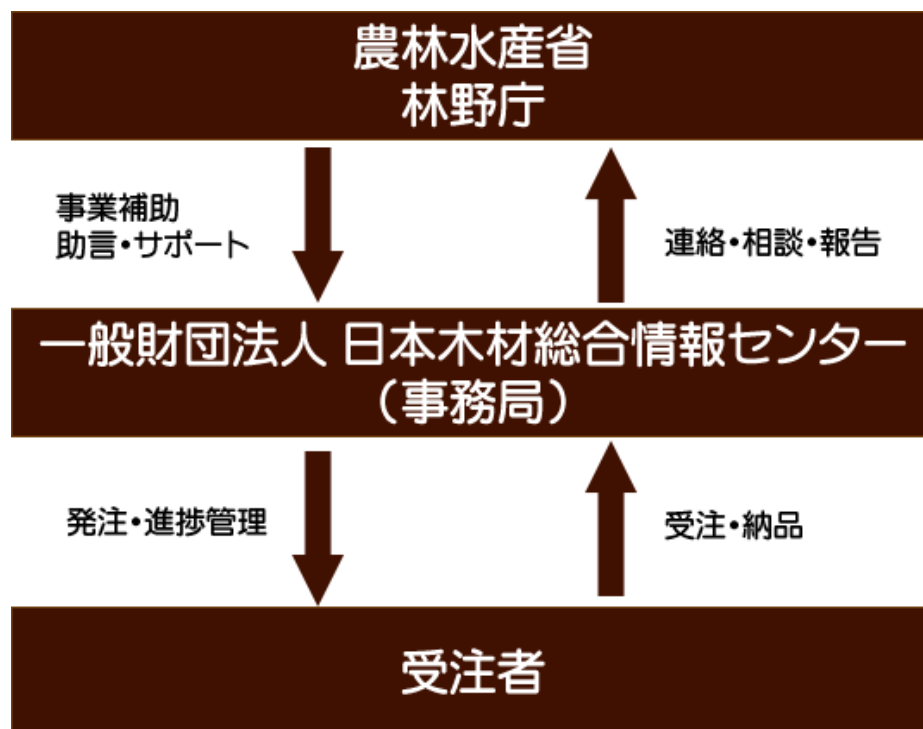 農林水産省
林野庁
事業補助
助言・サポート
連絡・相談・報告
一般財団法人 日本木材総合情報センター
（事務局）
発注・進捗管理
受注・納品
受注者